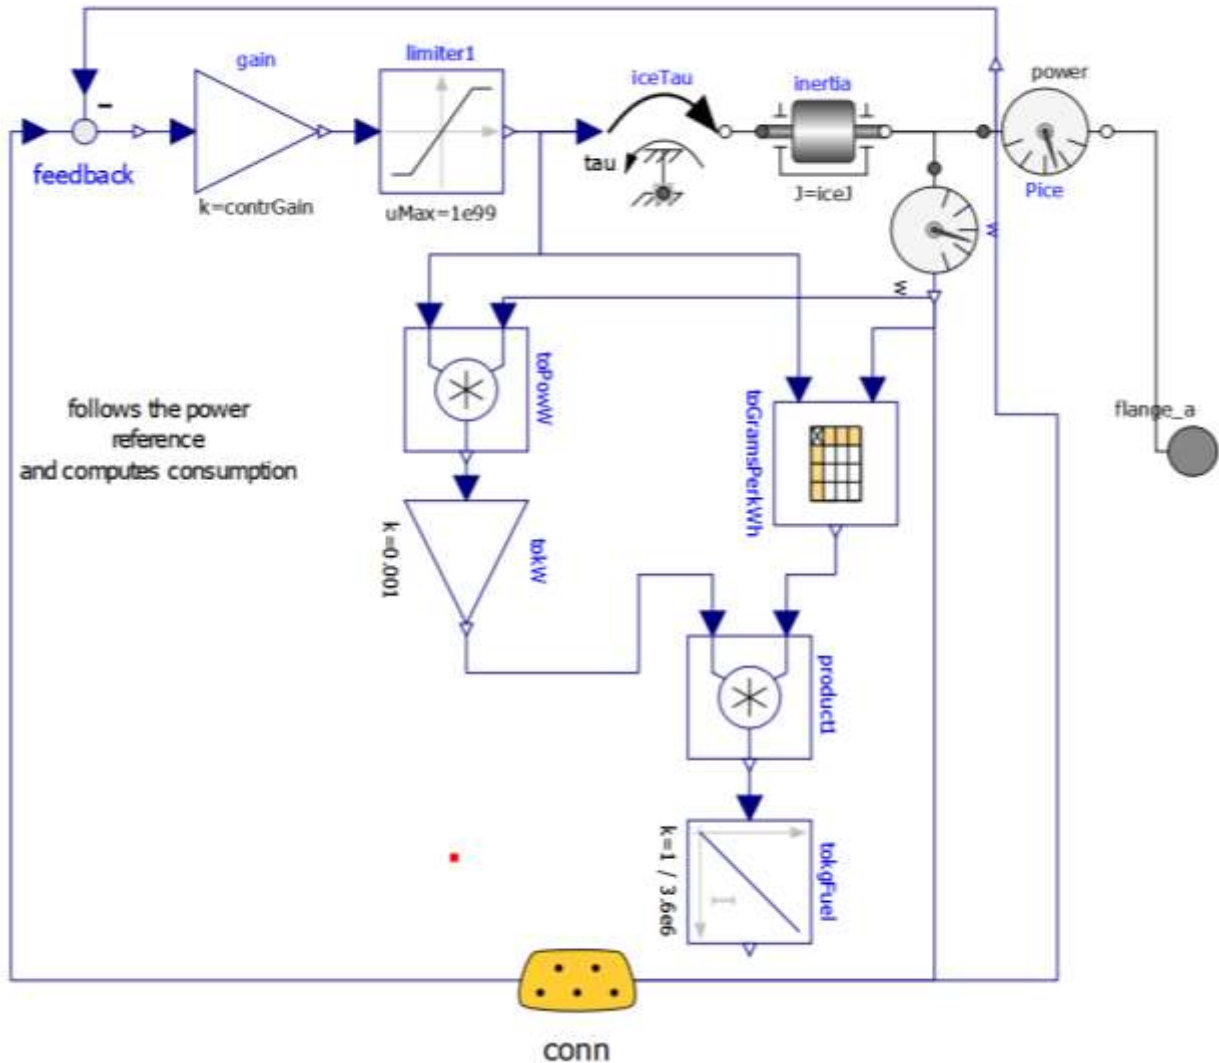 gain
limiter1
iceTau
inertia
power
-
feedback
k=contrGain
uMax=1e99
tau
J=iceJ
Pice
w
w
toPowW
toGramsPerkWh
flange_a
follows the power
reference
and computes consumption
k=0.001
tokW
product1
k=1 / 3.6e6
tokgFuel
I
conn